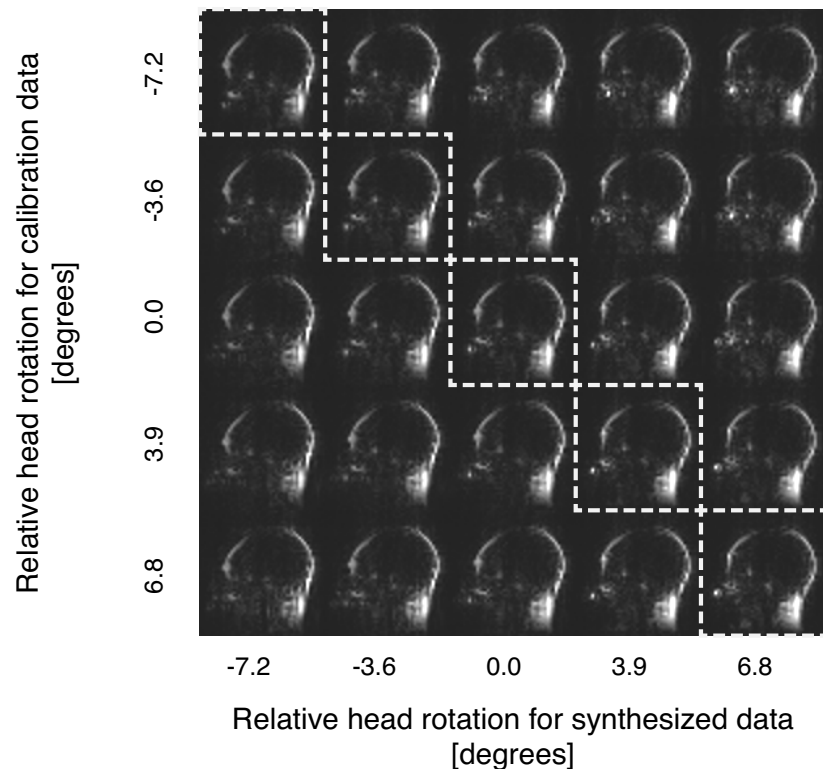 Relative head rotation for calibration data
[degrees]
-7.2
-3.6
0.0
3.9
6.8
-7.2
-3.6
0.0
3.9
6.8
Relative head rotation for synthesized data
[degrees]